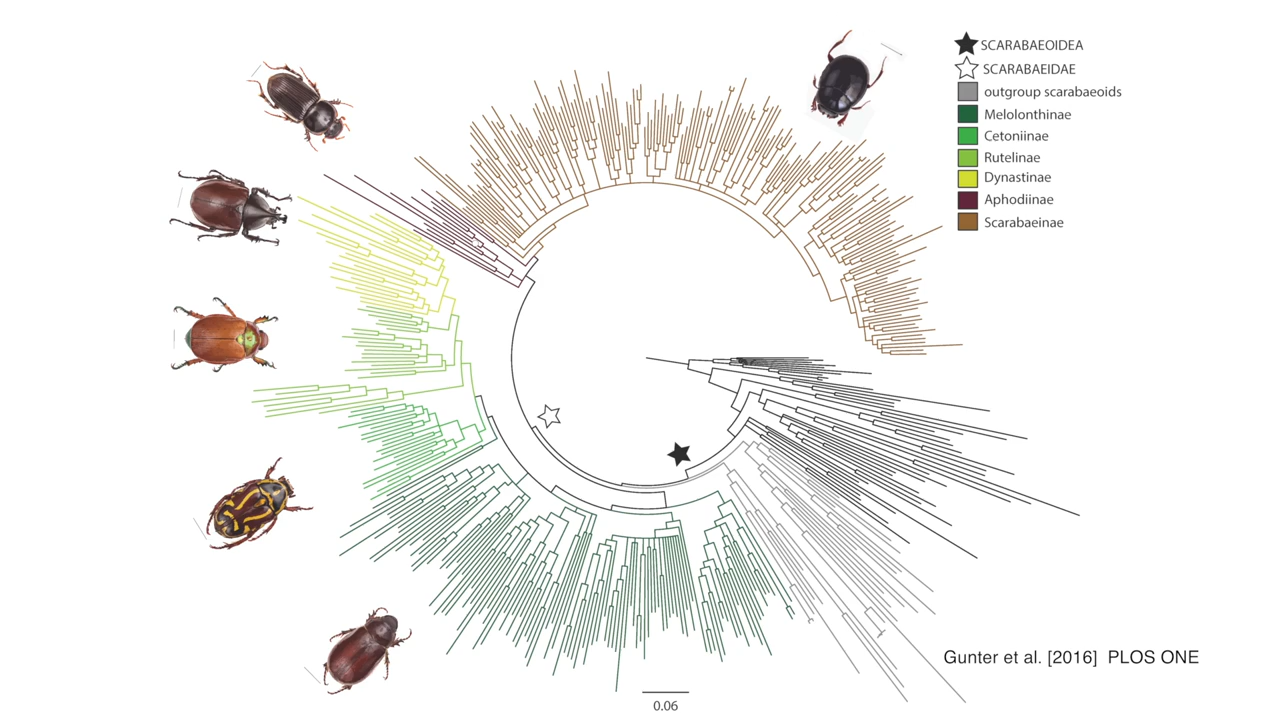 SCARABAEOIDEA
SCARABAEIDAE
outgroup scarabaeoids
Melolonthinae
Cetoniinae
Rutelinae
Dynastinae
Aphodiinae
Scarabaeinae
Gunter et al. [2016]  PLOS ONE
0.06